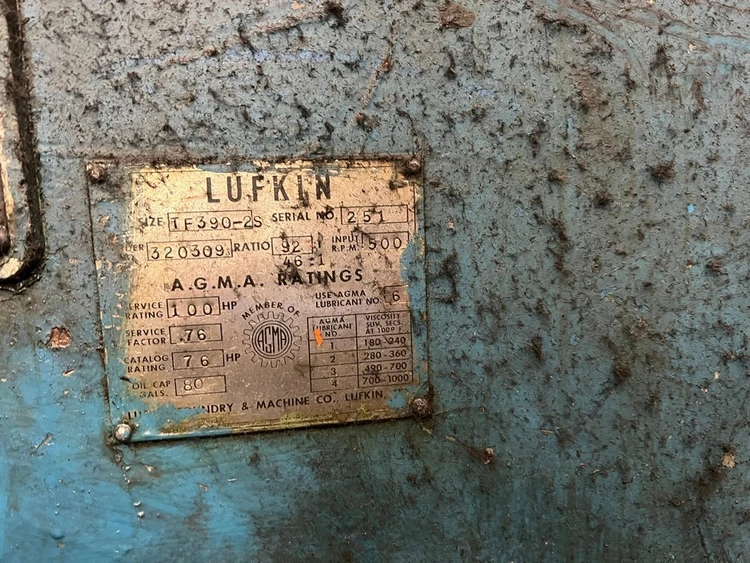 LUFKIN
SIZE TF390-2S SERIAL NO. 251
DER 320309 RATIO 92 INPUT R.P.M. 500
46-1
A.G.M.A. RATINGS
SERVICE RATING 100 HP
USE AGMA LUBRICANT NO. 6
MEMBER OF AGMA
SERVICE FACTOR .76
CATALOG RATING 76 HP
OIL CAP GALS. 80
AGMA LUBRICANT NO. VISCOSITY SUV. SECS. AT 100° F.
1 180-240
2 280-360
3 490-700
4 700-1000
NDRY & MACHINE CO., LUFKIN